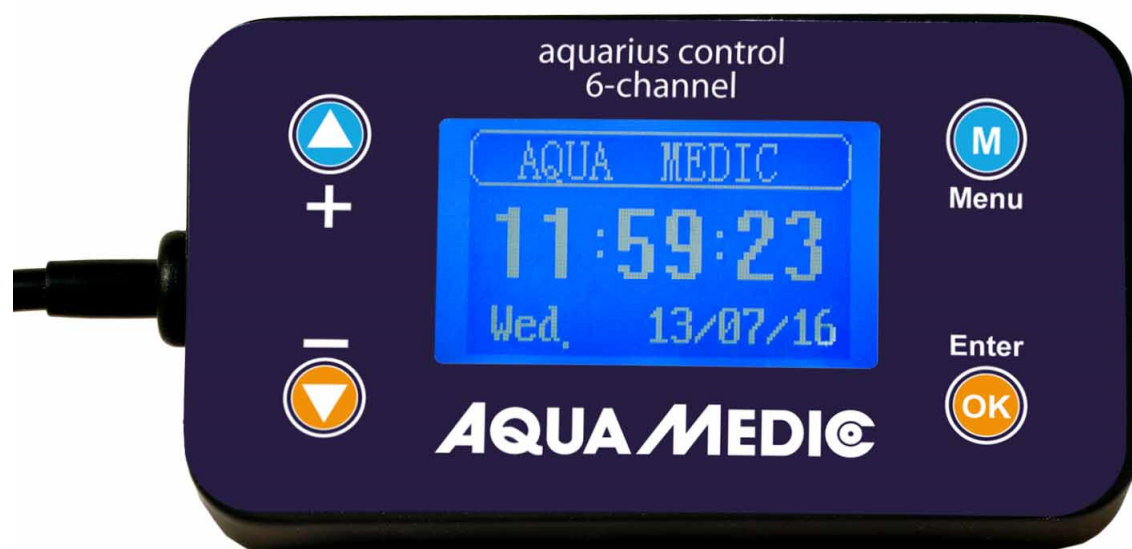 aquarius control
6-channel
+
M
Menu
AQUA MEDIC
11:59:23
Wed. 13/07/16
−
Enter
OK
AQUA MEDIC